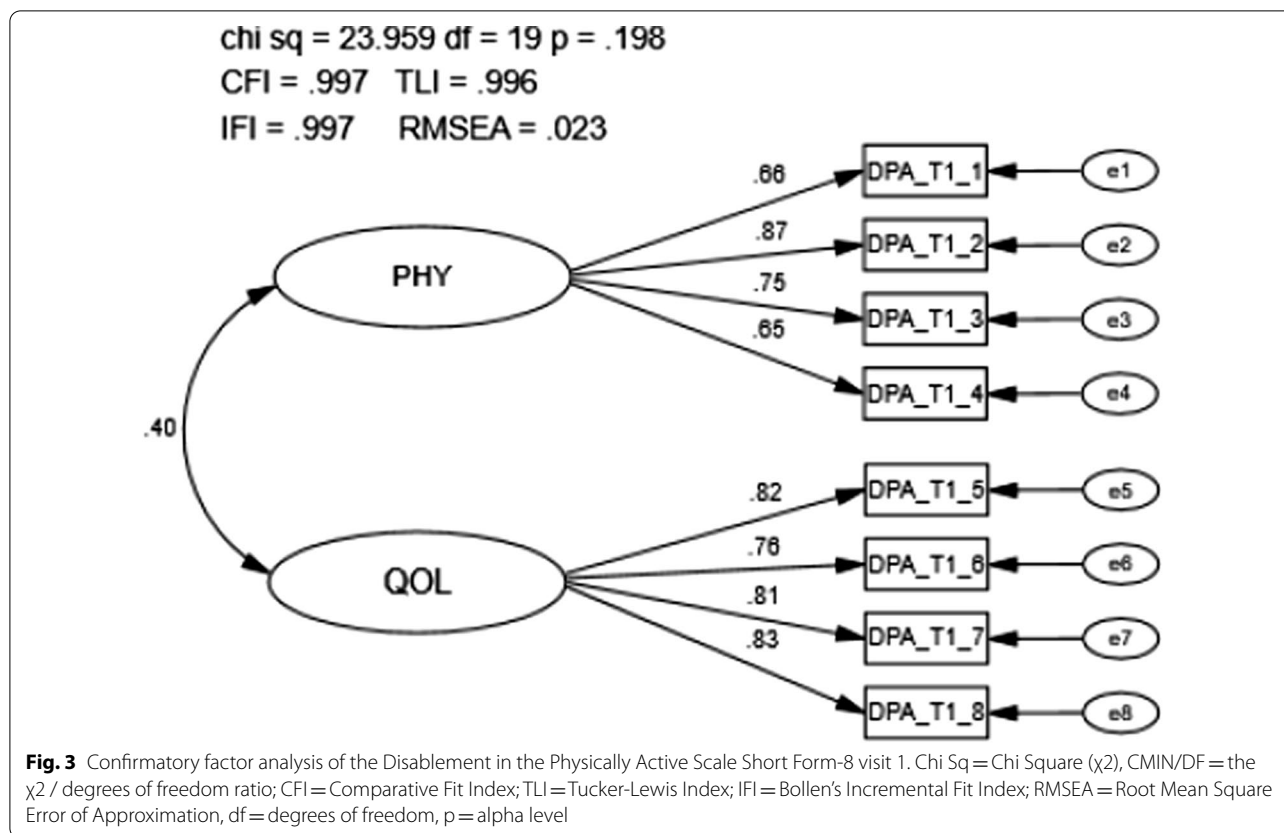 chi sq = 23.959 df = 19 p = .198
CFI = .997 TLI = .996
IFI = .997 RMSEA = .023
.66
DPA_T1_1
e1
.87
DPA_T1_2
e2
PHY
.75
DPA_T1_3
e3
.65
DPA_T1_4
e4
.40
.82
DPA_T1_5
e5
.76
DPA_T1_6
e6
QOL
.81
DPA_T1_7
e7
.83
DPA_T1_8
e8
Fig. 3 Confirmatory factor analysis of the Disablement in the Physically Active Scale Short Form-8 visit 1. Chi Sq = Chi Square (χ2), CMIN/DF = the
χ2 / degrees of freedom ratio; CFI = Comparative Fit Index; TLI = Tucker-Lewis Index; IFI = Bollen's Incremental Fit Index; RMSEA = Root Mean Square
Error of Approximation, df = degrees of freedom, p = alpha level